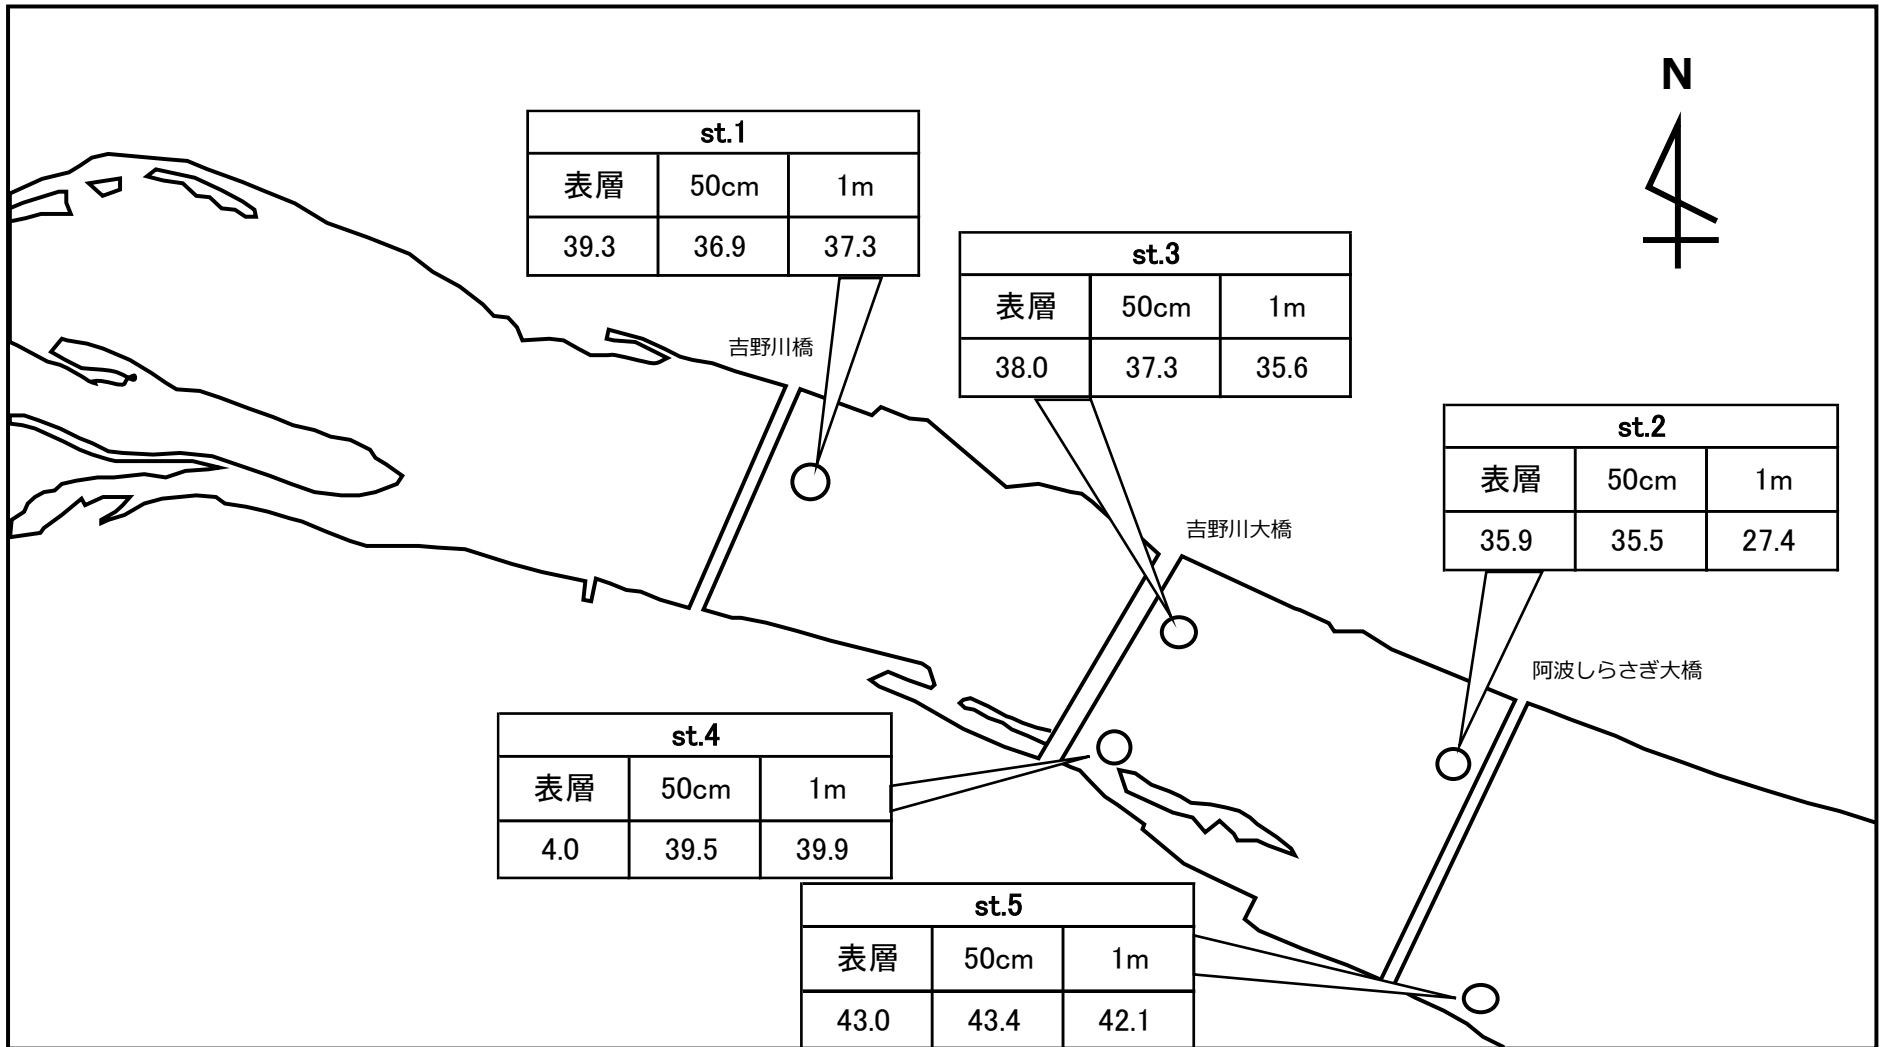 N
st.1
表層 50cm 1m
39.3 36.9 37.3
st.3
表層 50cm 1m
38.0 37.3 35.6
吉野川橋
st.2
表層 50cm 1m
35.9 35.5 27.4
吉野川大橋
阿波しらさぎ大橋
st.4
表層 50cm 1m
4.0 39.5 39.9
st.5
表層 50cm 1m
43.0 43.4 42.1